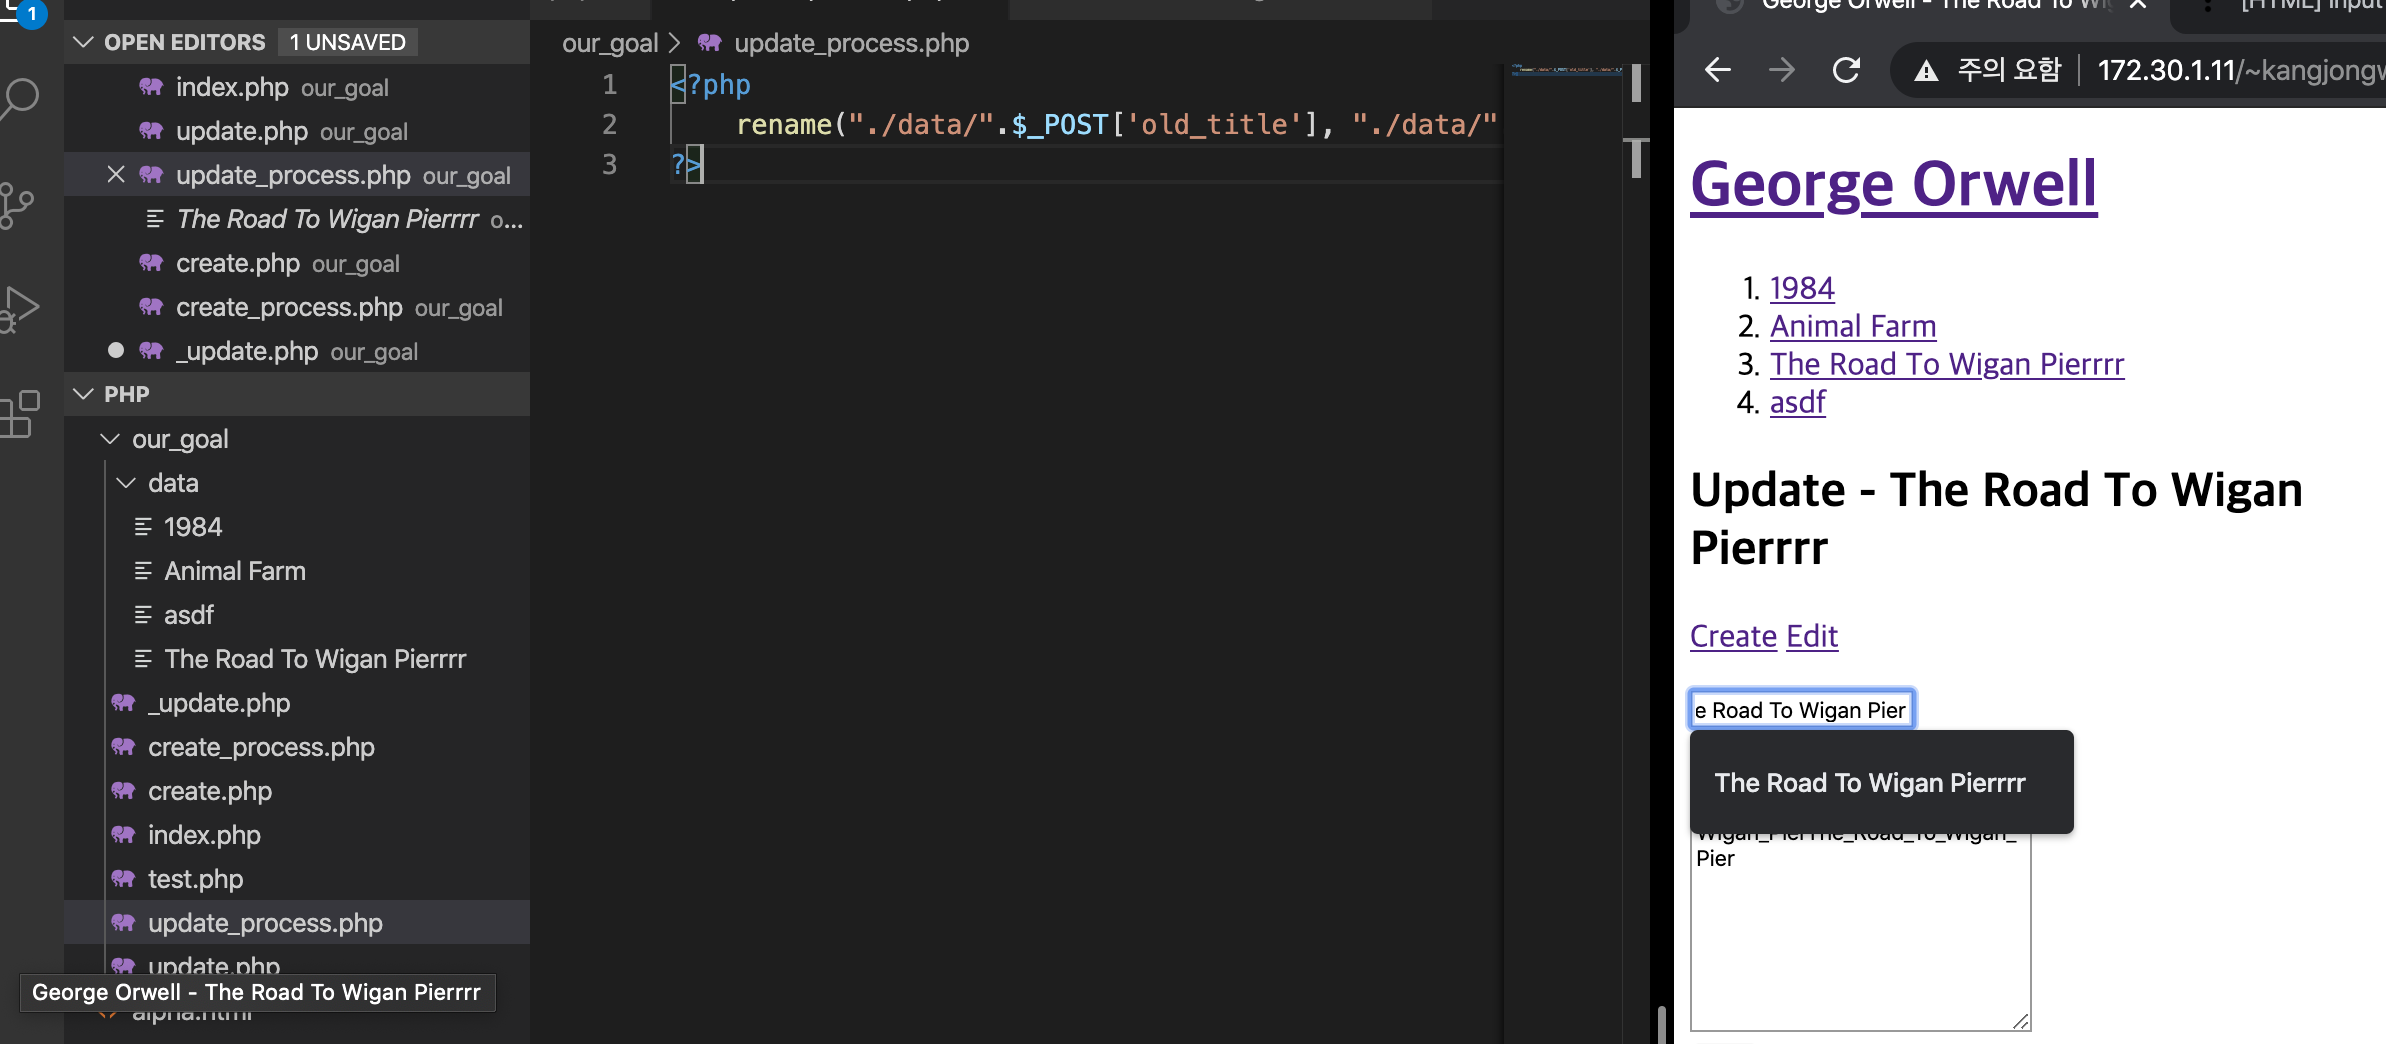 1
OPEN EDITORS 1 UNSAVED
index.php our_goal
update.php our_goal
update_process.php our_goal
The Road To Wigan Pierrrr o...
create.php our_goal
create_process.php our_goal
_update.php our_goal
PHP
our_goal
data
1984
Animal Farm
asdf
The Road To Wigan Pierrrr
_update.php
create_process.php
create.php
index.php
test.php
update_process.php
update.php
George Orwell - The Road To Wigan Pierrrr
alpha.html
our_goal > update_process.php
1 <?php
2 rename("./data/".$_POST['old_title'], "./data/"
3 ?>
George Orwell - The Road To Wig
[HTML] Input
주의 요함 172.30.1.11/~kangjongw
George Orwell
1. 1984
2. Animal Farm
3. The Road To Wigan Pierrrr
4. asdf
Update - The Road To Wigan
Pierrrr
Create Edit
e Road To Wigan Pier
The Road To Wigan Pierrrr
Wigan_PierThe_Road_To_Wigan_
Pier